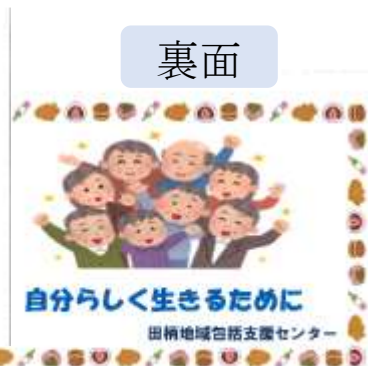 裏面
自分らしく生きるために
田柄地域包括支援センター